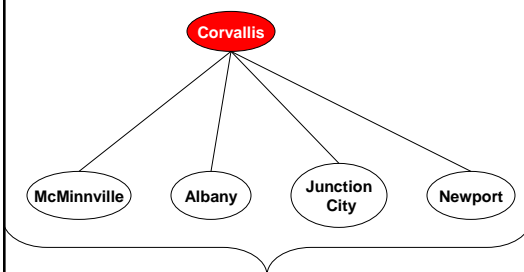 Corvallis
McMinnville
Albany
Junction
City
Newport